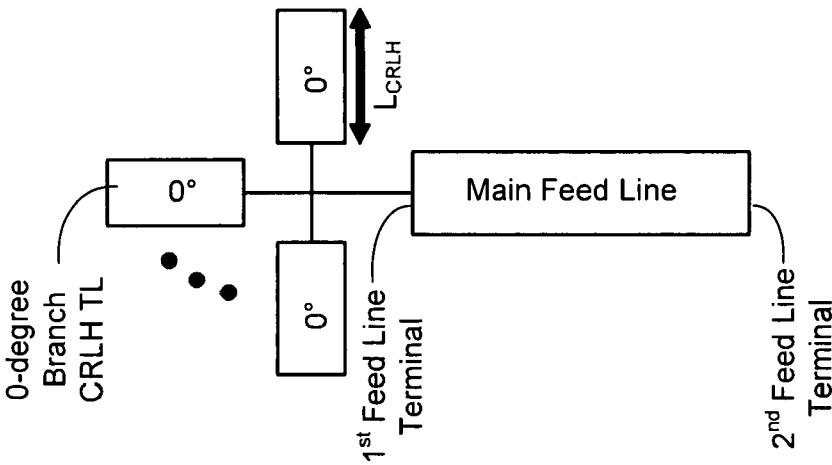 0°
L_CRLH
0°
Main Feed Line
0°
0-degree
Branch
CRLH TL
1st Feed Line
Terminal
2nd Feed Line
Terminal